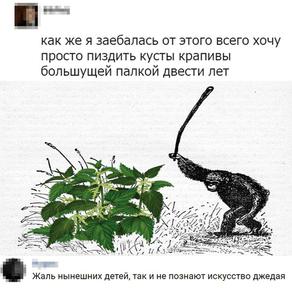 как же я заебалась от этого всего хочу
просто пиздить кусты крапивы
большущей палкой двести лет
Жаль нынешних детей, так и не познают искусство джедая